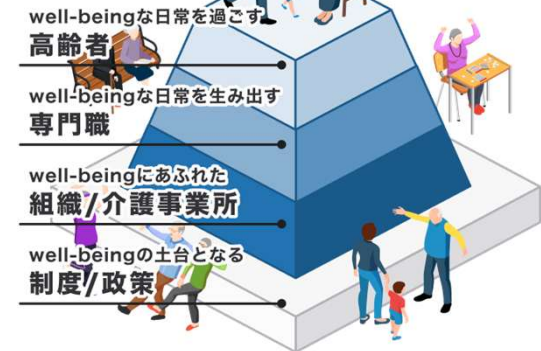 well-beingな日常を過ごす
高齢者
well-beingな日常を生み出す
専門職
well-beingにあふれた
組織/介護事業所
well-beingの土台となる
制度/政策